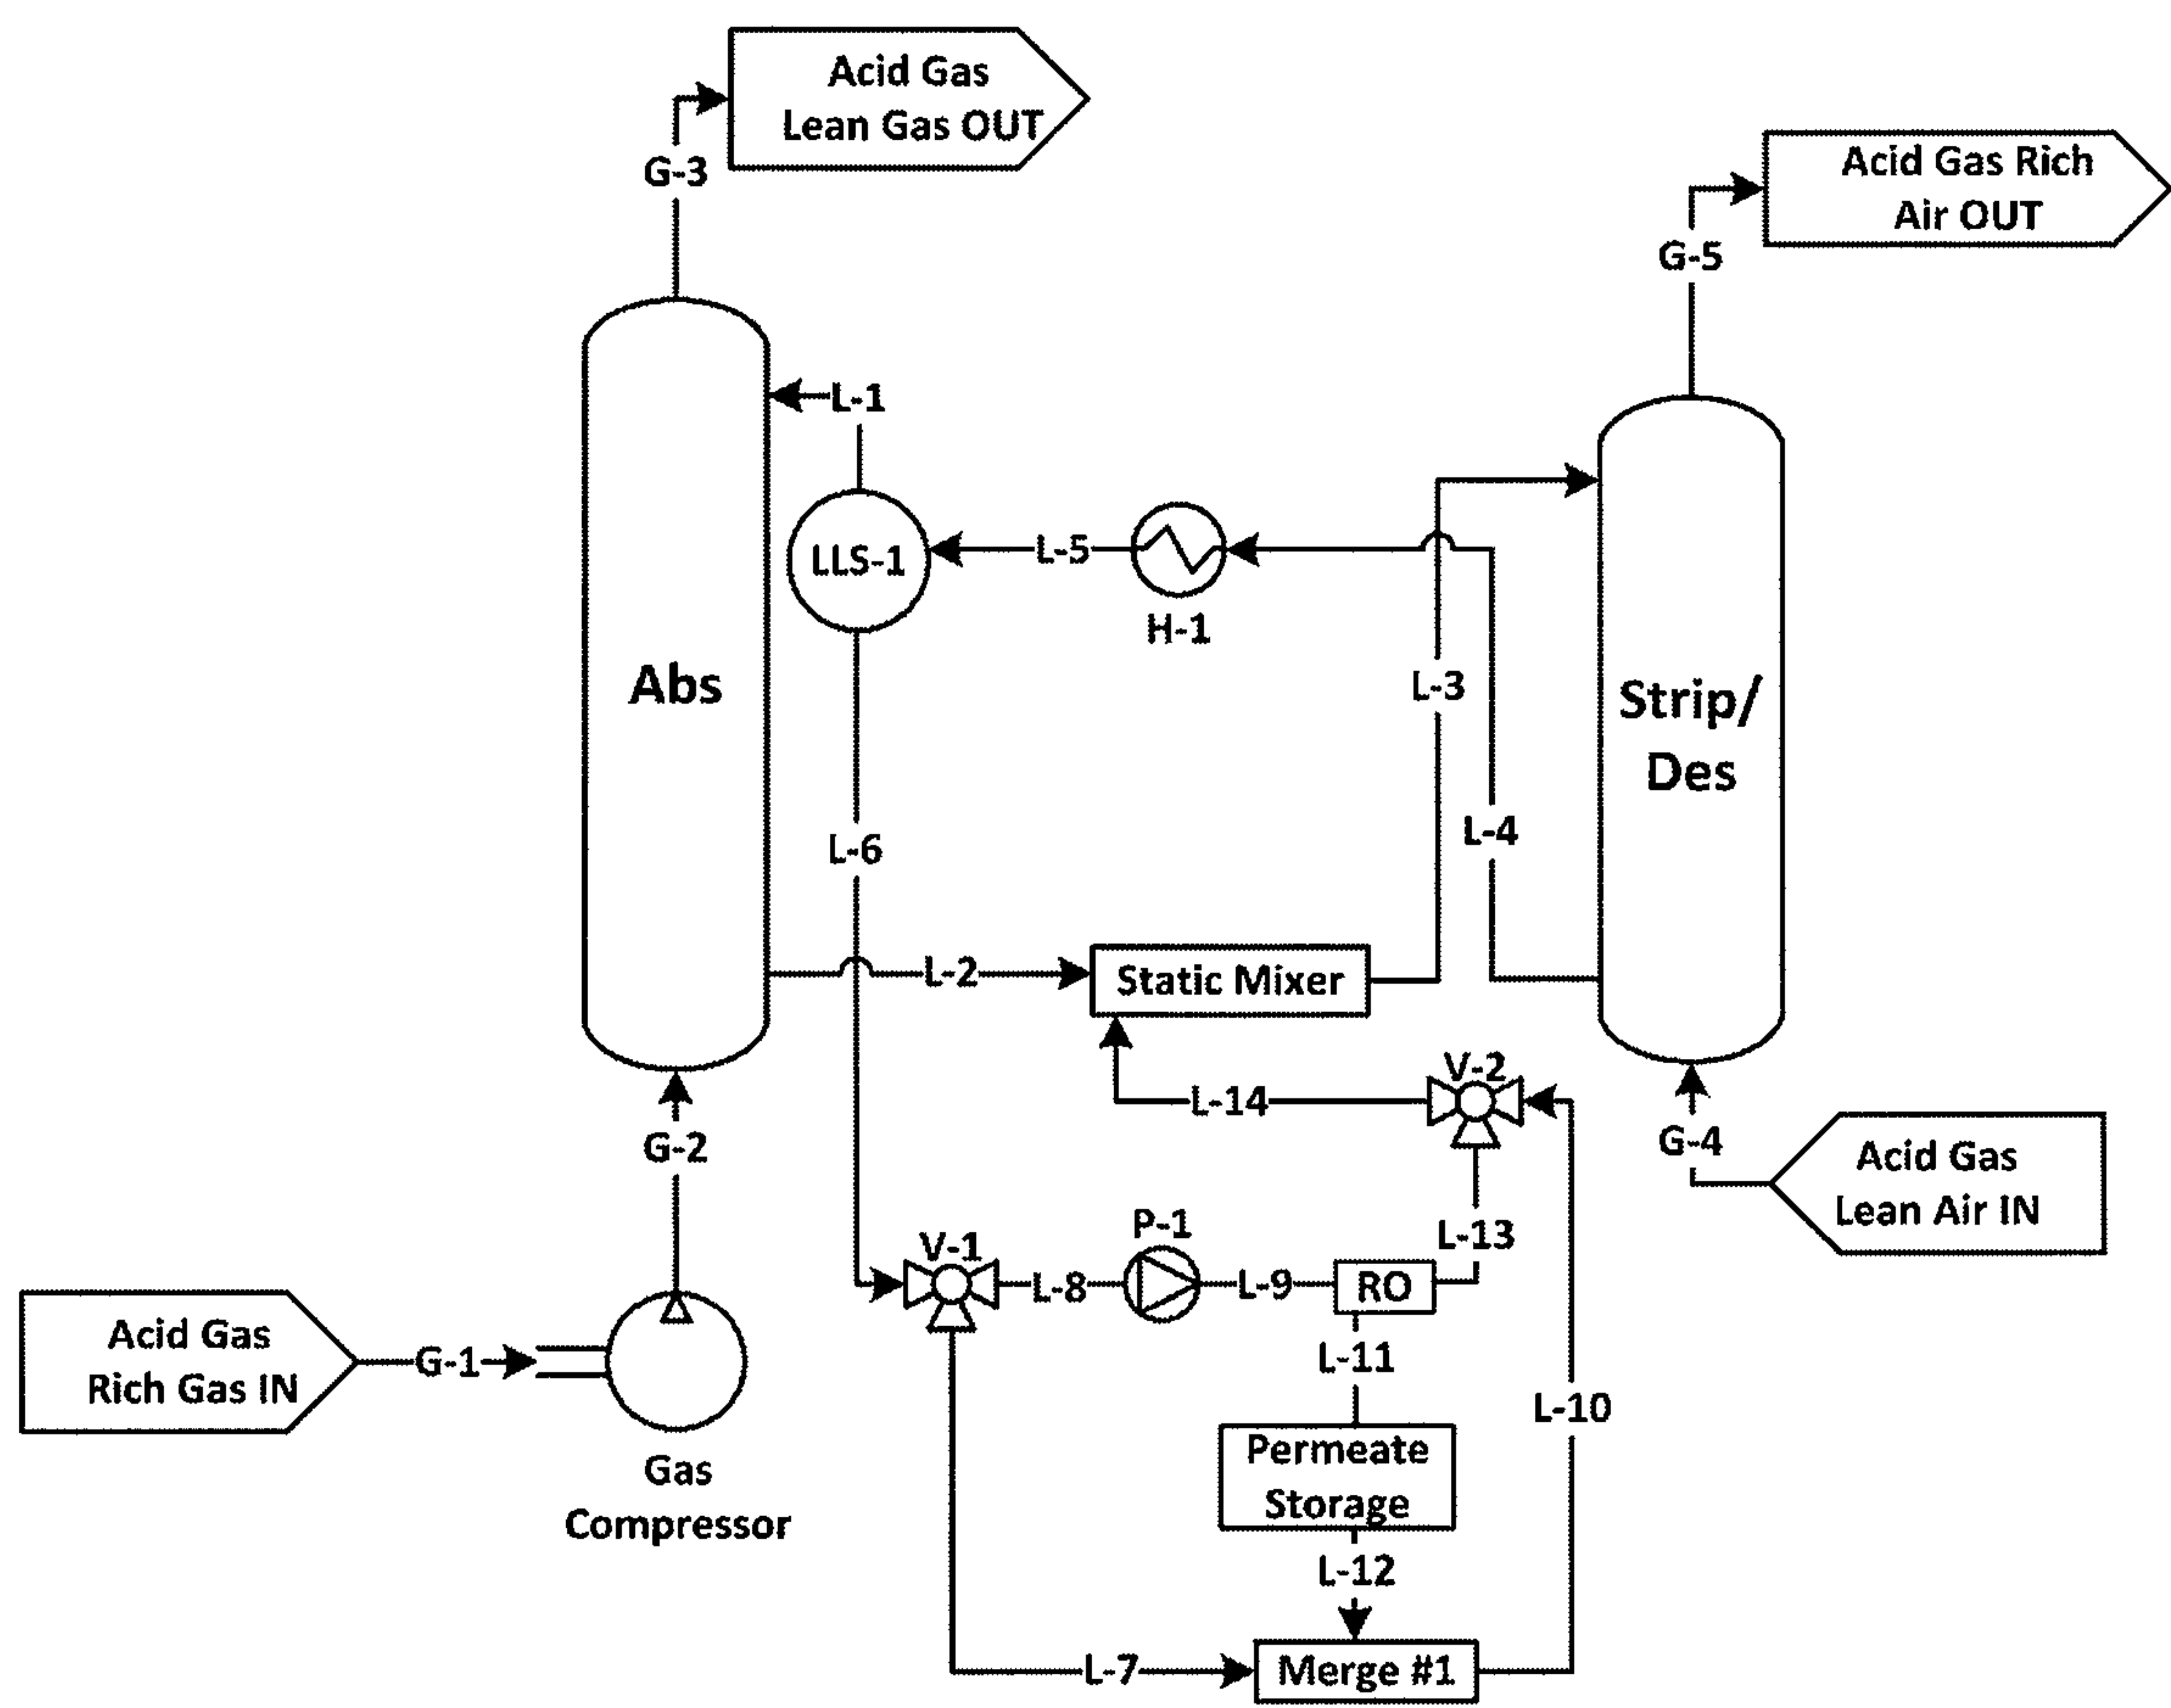 Acid Gas
Lean Gas OUT
G-3
Acid Gas Rich
Air OUT
G-5
L-1
LLS-1
L-5
H-1
Abs
L-3
Strip/
Des
L-4
L-6
L-2
Static Mixer
V-2
L-14
G-2
G-4
Acid Gas
Lean Air IN
P-1
V-1
L-13
L-8
L-9
RO
Acid Gas
Rich Gas IN
G-1
L-11
L-10
Gas
Compressor
Permeate
Storage
L-12
L-7
Merge #1